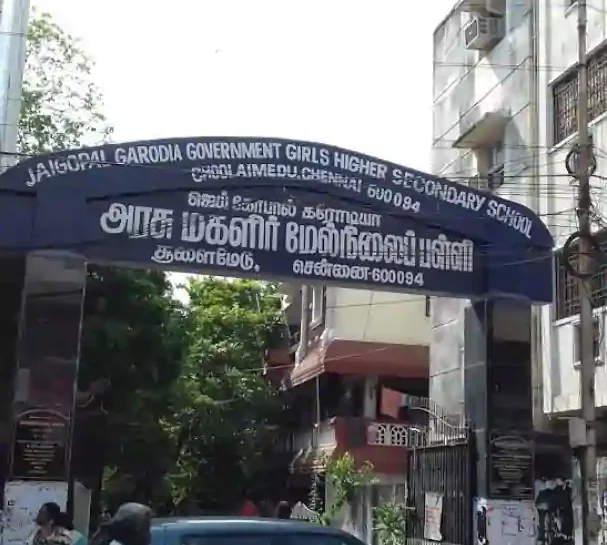 JAIGOPAL GARODIA GOVERNMENT GIRLS HIGHER SECONDARY SCHOOL
CHOOLAIMEDU, CHENNAI 600094
ஜெய் கோபால் கரோடியா
அரசு மகளிர் மேல்நிலைப் பள்ளி
சூளைமேடு, சென்னை-600094